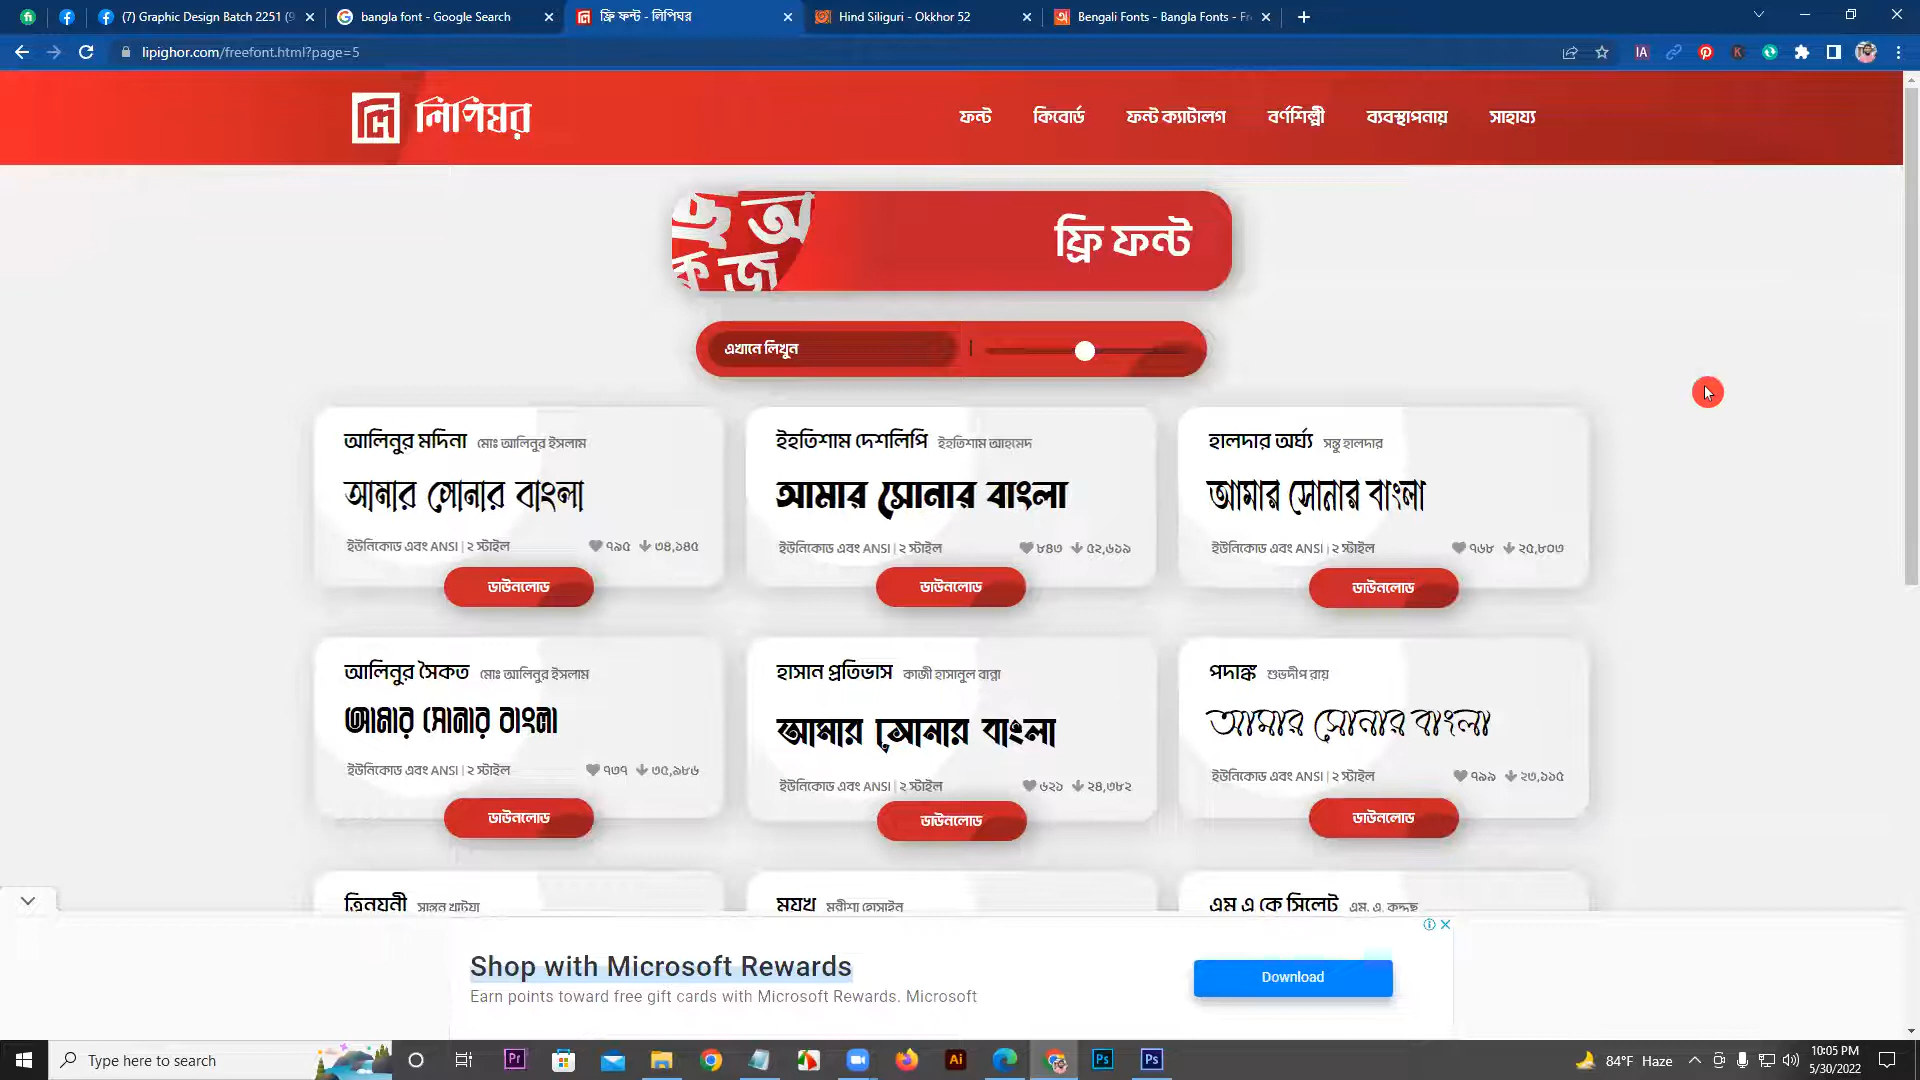 (7) Graphic Design Batch 2251 (9
bangla font - Google Search
ফ্রি ফন্ট - লিপিঘর
Hind Siliguri - Okkhor 52
Bengali Fonts - Bangla Fonts - Fr
lipighor.com/freefont.html?page=5
লিপিঘর
ফন্ট কিবোর্ড ফন্ট ক্যাটালগ বর্ণশিল্পী ব্যবস্থাপনায় সাহায্য
অ
ক জ
ফ্রি ফন্ট
এখানে লিখুন
আলিনুর মদিনা মোঃ আলিনুর ইসলাম
আমার সোনার বাংলা
ইউনিকোড এবং ANSI | ২ স্টাইল ৭৯৫ ৩৪,১৪৫
ডাউনলোড
ইহতিশাম দেশলিপি ইহতিশাম আহমেদ
আমার সোনার বাংলা
ইউনিকোড এবং ANSI | ২ স্টাইল ৮৪৩ ৫২,৬১৯
ডাউনলোড
হালদার অর্ঘ্য সন্তু হালদার
আমার সোনার বাংলা
ইউনিকোড এবং ANSI | ২ স্টাইল ৭৬৮ ২৫,৮০৩
ডাউনলোড
আলিনুর সৈকত মোঃ আলিনুর ইসলাম
আমার সোনার বাংলা
ইউনিকোড এবং ANSI | ২ স্টাইল ৭৩৭ ৩৫,৯৮৬
ডাউনলোড
হাসান প্রতিভাস কাজী হাসানুল বান্না
আমার সোনার বাংলা
ইউনিকোড এবং ANSI | ২ স্টাইল ৬২১ ২৪,৩৮২
ডাউনলোড
পদাঙ্ক শুভদীপ রায়
আমার সোনার বাংলা
ইউনিকোড এবং ANSI | ২ স্টাইল ৭৯৯ ২৩,১১৫
ডাউনলোড
ত্রিনয়নী
ময়ূখ মনীশা হোসাইন
এম এ কে সিলেট
Shop with Microsoft Rewards
Earn points toward free gift cards with Microsoft Rewards. Microsoft
Download
Type here to search
84°F Haze
10:05 PM
5/30/2022